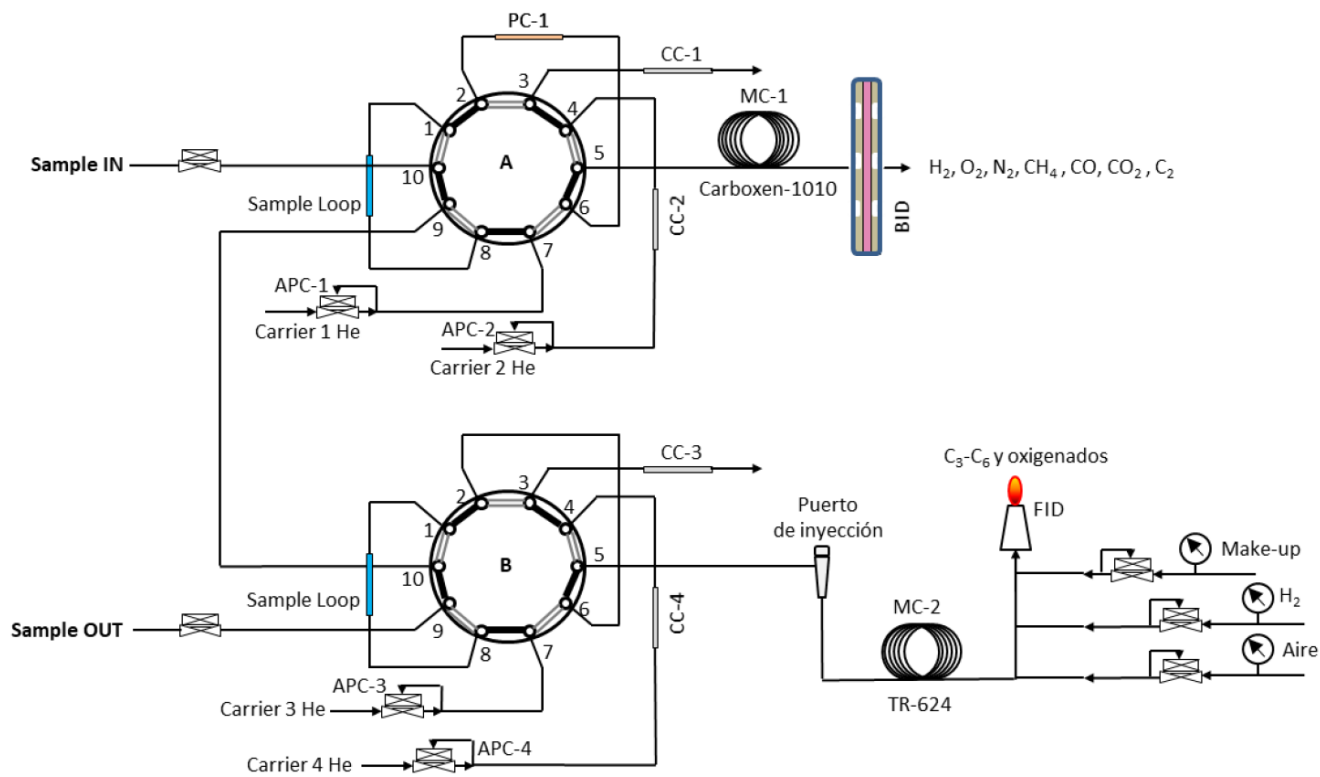 PC-1
CC-1
2
3
MC-1
1
4
Sample IN
A
5
H₂, O₂, N₂, CH₄ , CO, CO₂ , C₂
10
Carboxen-1010
Sample Loop
6
CC-2
BID
9
8
7
APC-1
Carrier 1 He
APC-2
Carrier 2 He
CC-3
C₃-C₆ y oxigenados
2
3
1
4
FID
Puerto
de inyección
Make-up
B
5
10
Sample Loop
6
CC-4
MC-2
H₂
Sample OUT
9
8
7
Aire
APC-3
Carrier 3 He
TR-624
APC-4
Carrier 4 He